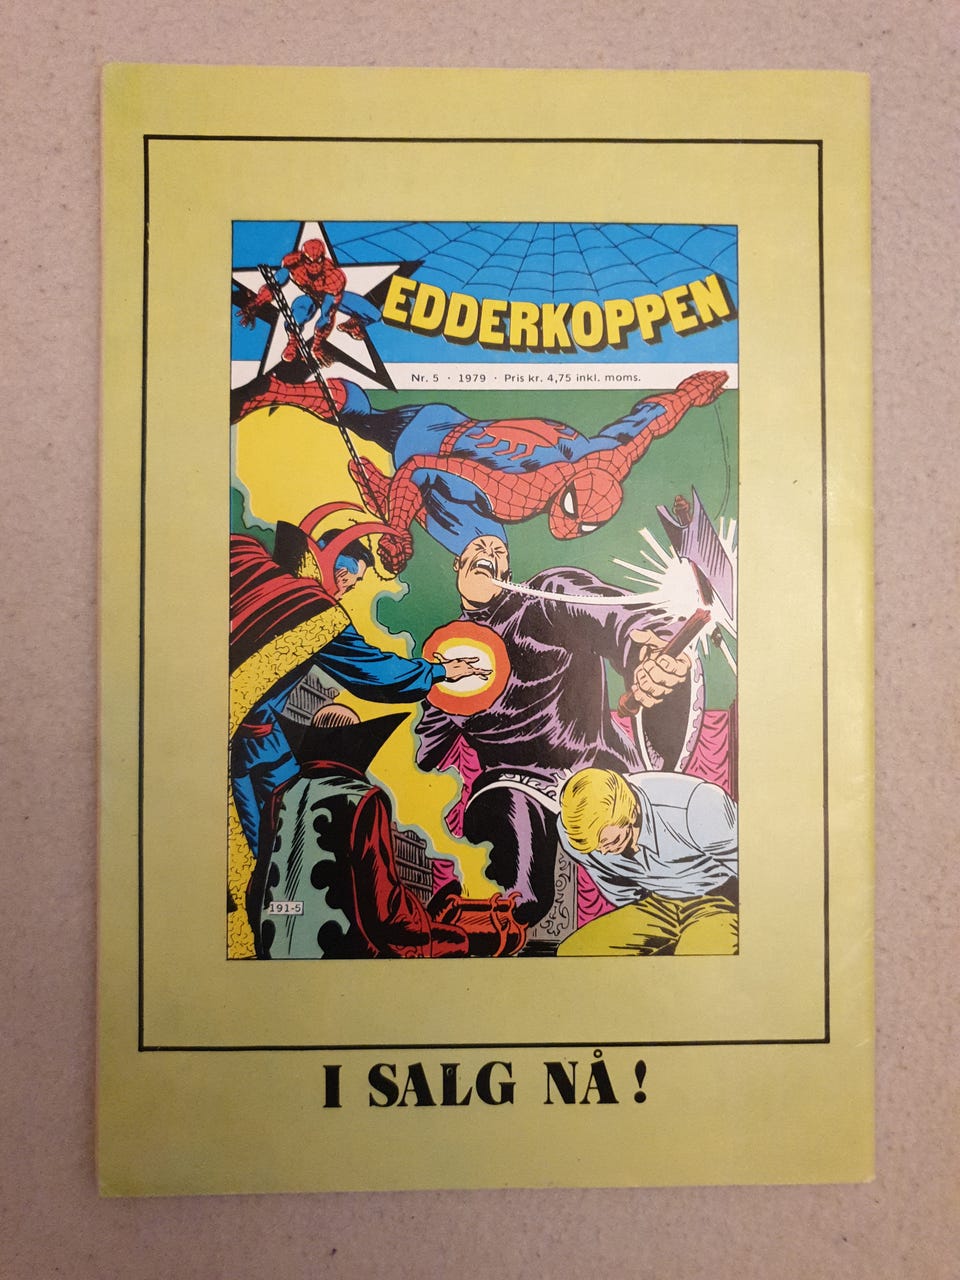 EDDERKOPPEN
Nr. 5 · 1979 · Pris kr. 4,75 inkl. moms.
191-5
I SALG NÅ!